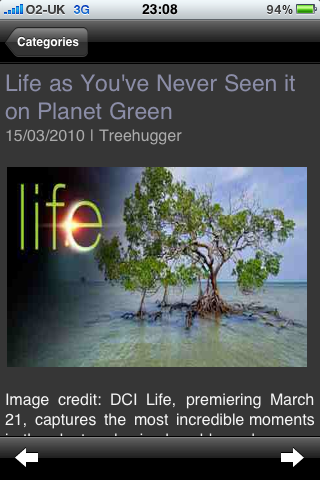 O2-UK 3G 23:08 94%
Categories
Life as You've Never Seen it
on Planet Green
15/03/2010 | Treehugger
life
Image credit: DCI Life, premiering March
21, captures the most incredible moments